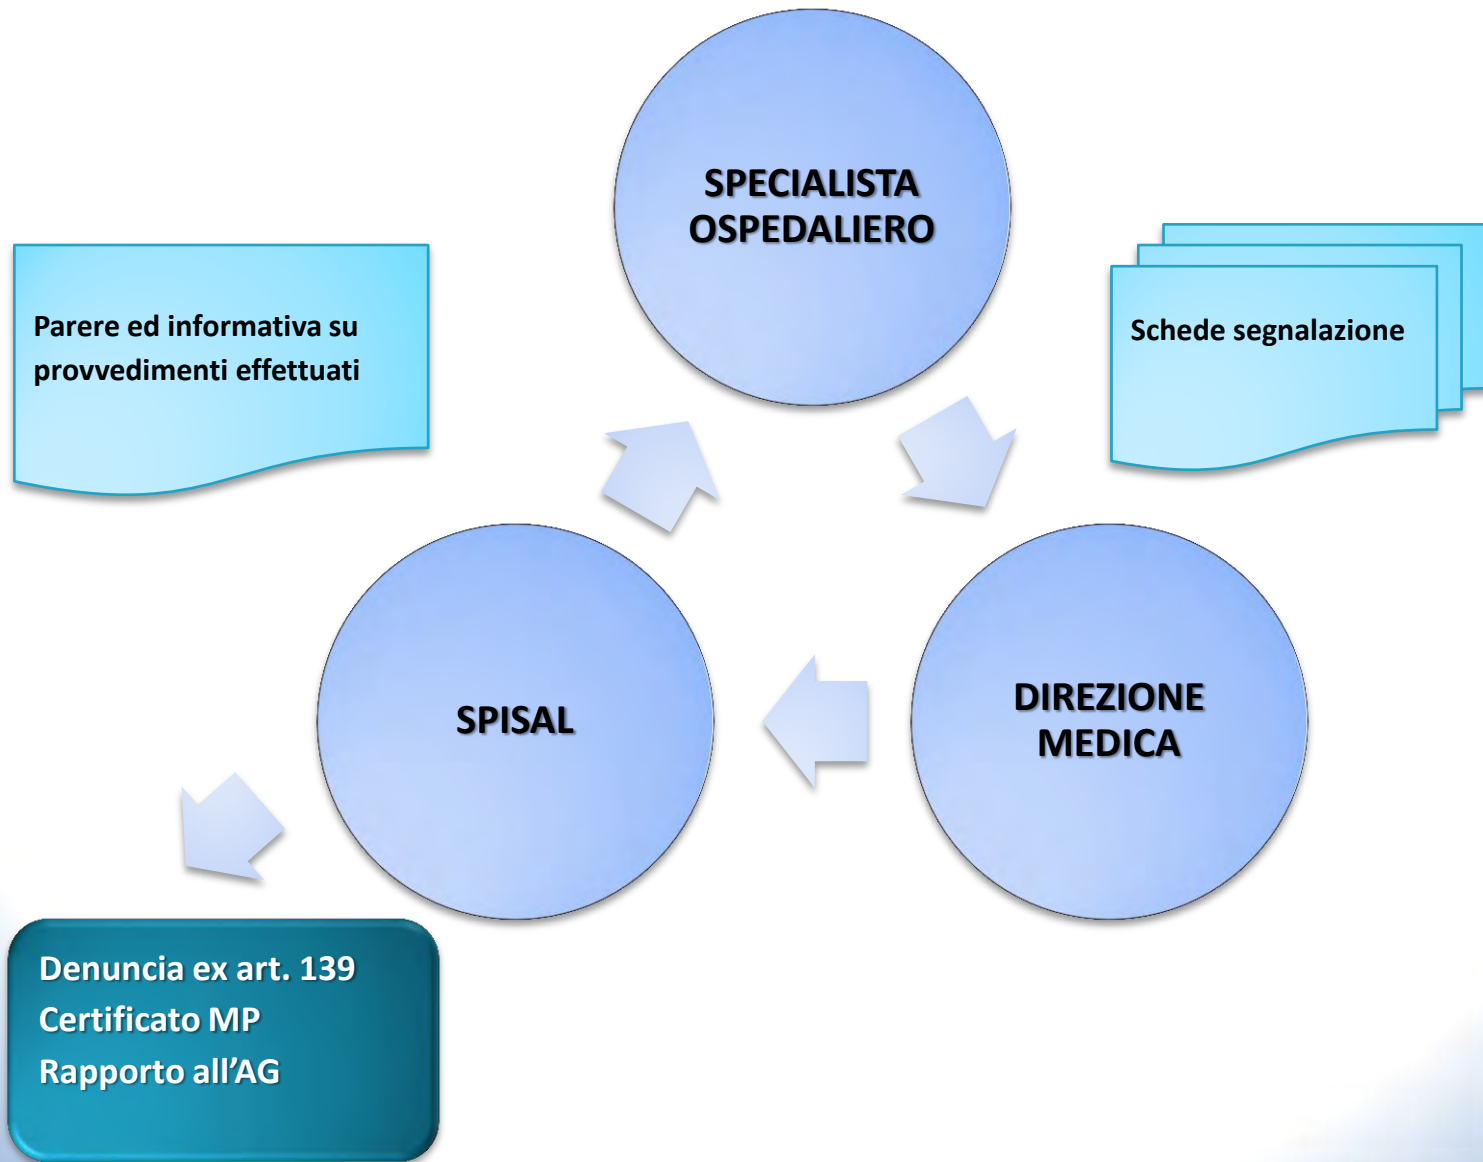 SPECIALISTA
OSPEDALIERO
Parere ed informativa su
provvedimenti effettuati
Schede segnalazione
SPISAL
DIREZIONE
MEDICA
Denuncia ex art. 139
Certificato MP
Rapporto all’AG